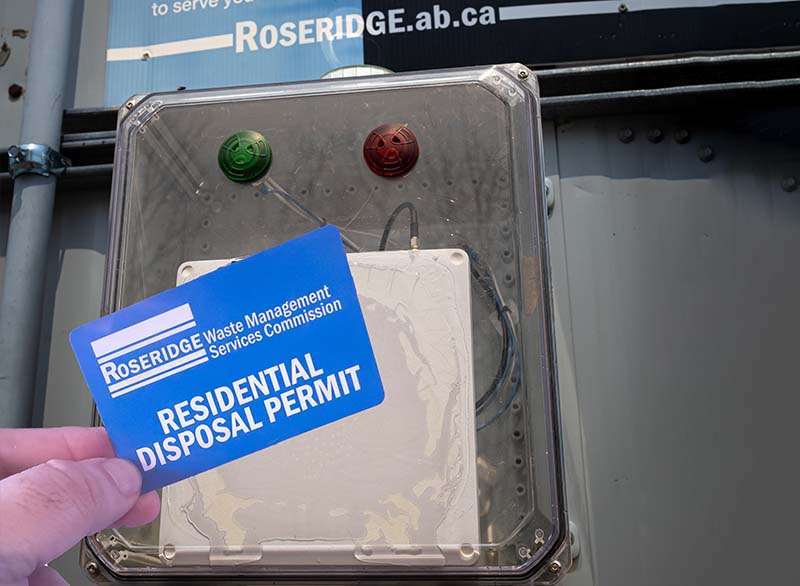 to serve you
ROSERIDGE.ab.ca
ROSERIDGE Waste Management
Services Commission
RESIDENTIAL
DISPOSAL PERMIT